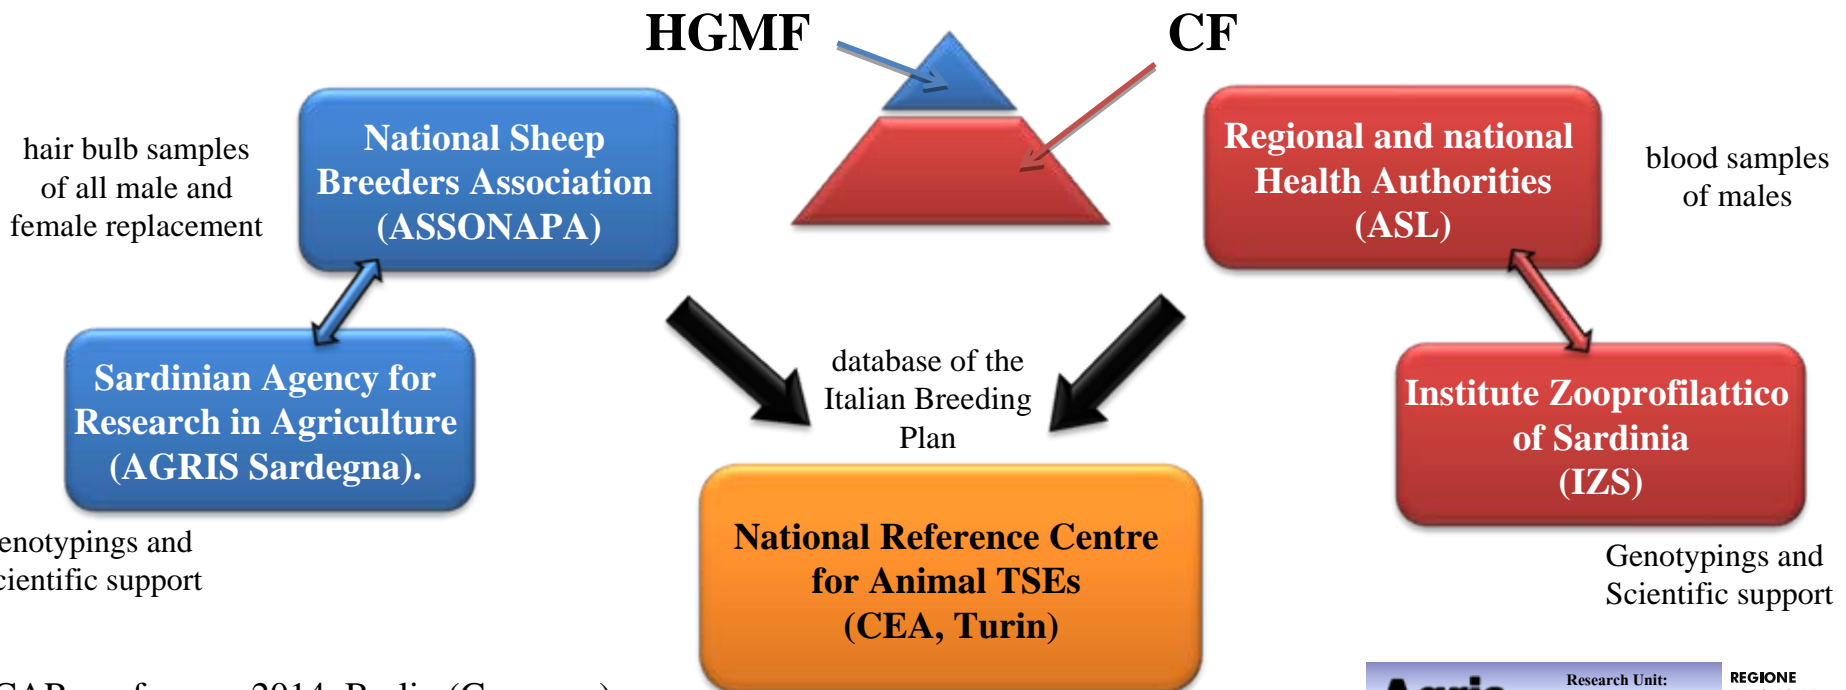 HGMF
CF
hair bulb samples
of all male and
female replacement
National Sheep
Breeders Association
(ASSONAPA)
Regional and national
Health Authorities
(ASL)
blood samples
of males
Sardinian Agency for
Research in Agriculture
(AGRIS Sardegna).
database of the
Italian Breeding
Plan
Institute Zooprofilattico
of Sardinia
(IZS)
enotypings and
cientific support
National Reference Centre
for Animal TSEs
(CEA, Turin)
Genotypings and
Scientific support
2014, Berlin
Agris
Research Unit:
REGIONE